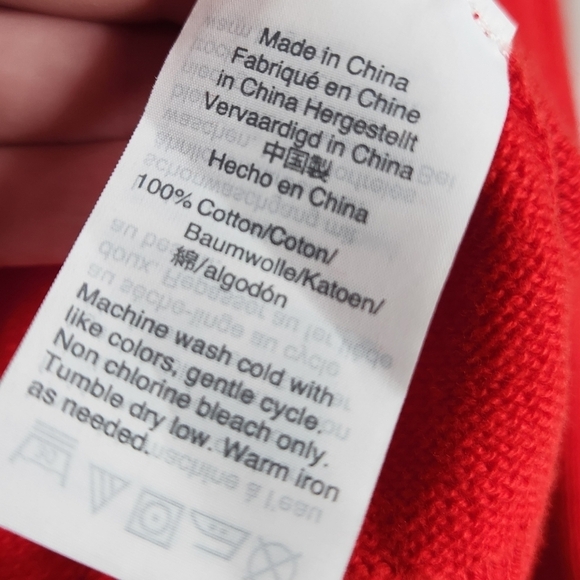 Made in China
Fabriqué en Chine
in China Hergestellt
Vervaardigd in China
中国製
Hecho en China
100% Cotton/Coton/
Baumwolle/Katoen/
綿/algodón
Machine wash cold with
like colors, gentle cycle.
Non chlorine bleach only.
Tumble dry low. Warm iron
as needed.